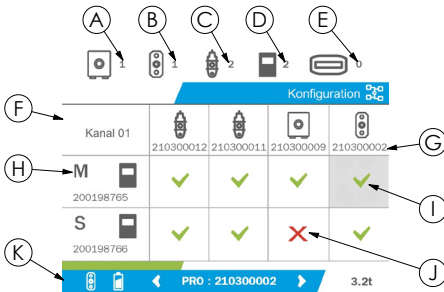 A B C D E
1 1 2 2 0
Konfiguration
F
Kanal 01
210300012 210300011 210300009 210300002
G
H
M
200198765
I
S
200198766
J
K
PRO : 210300002
3.2t